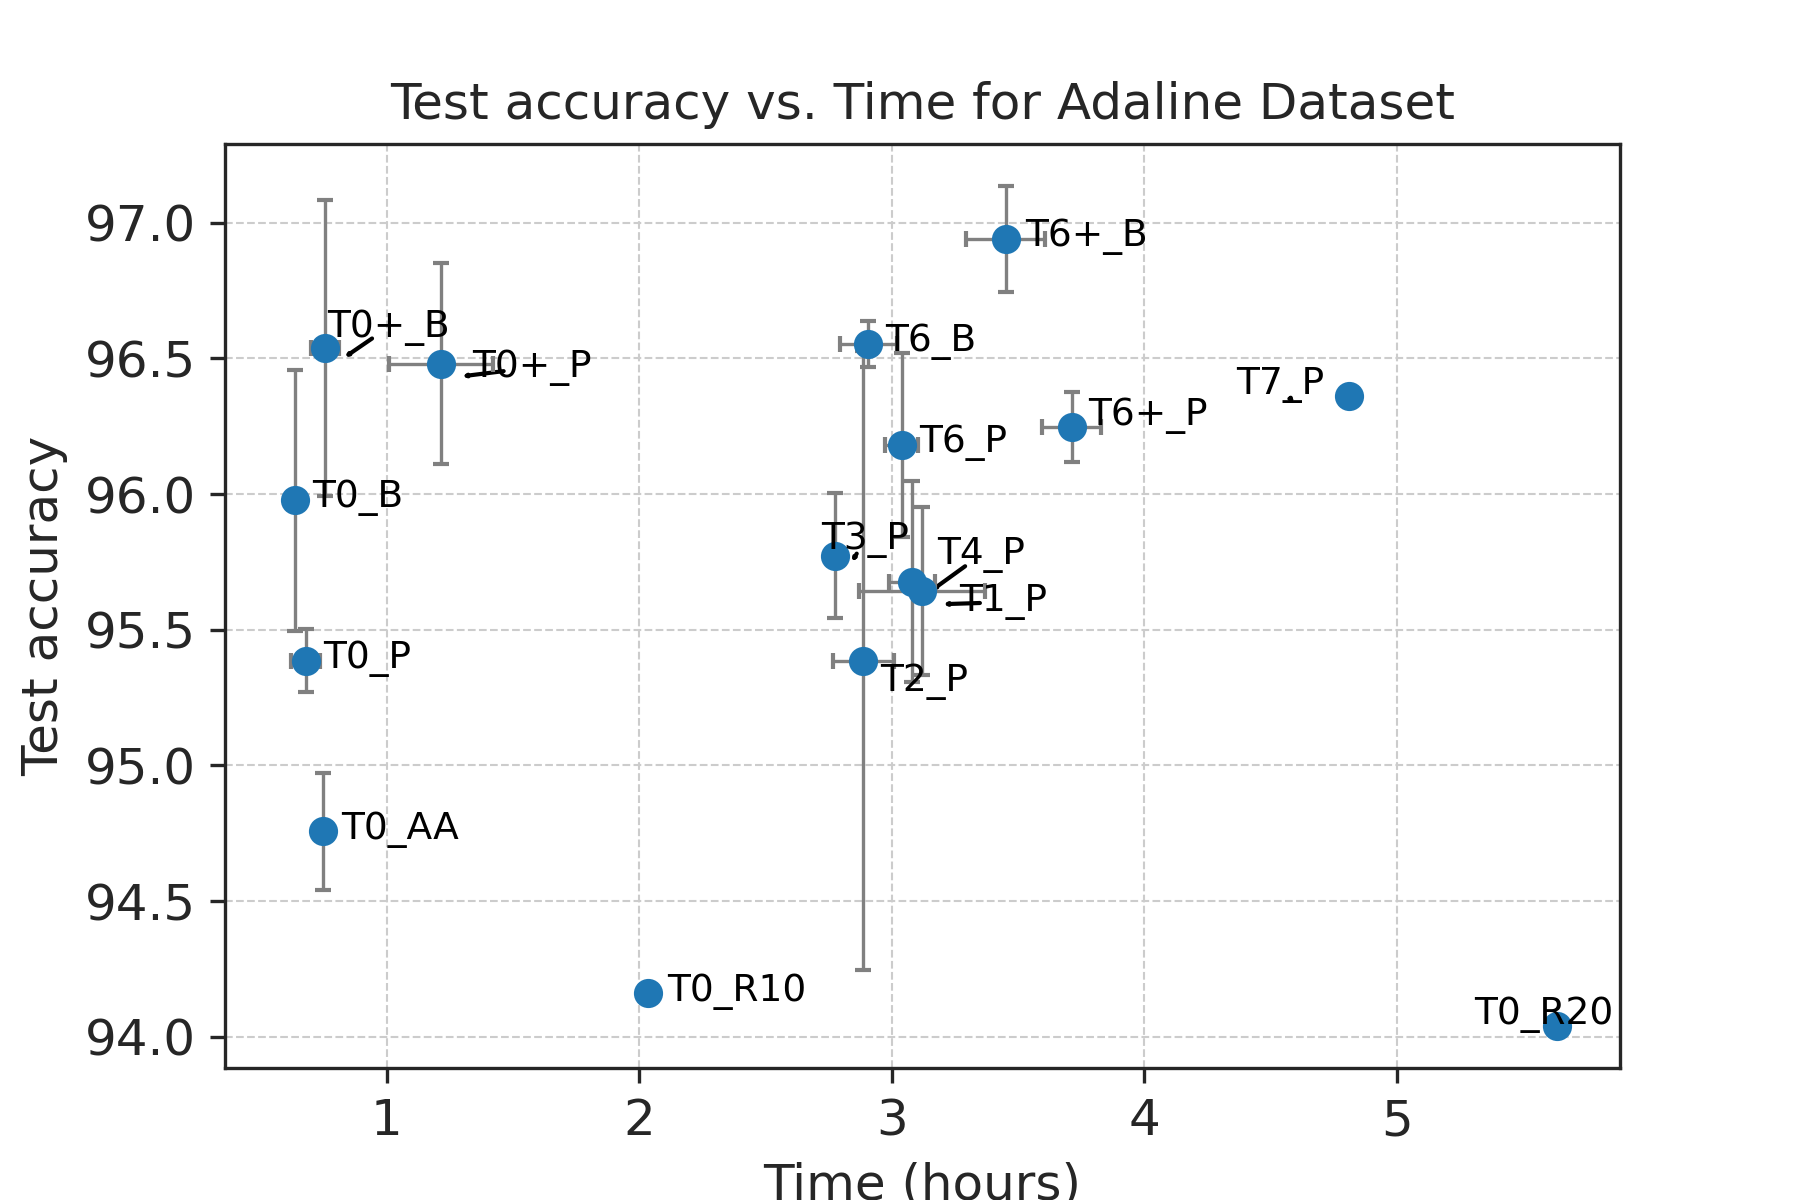 Test accuracy vs. Time for Adaline Dataset
Test accuracy
97.0
96.5
96.0
95.5
95.0
94.5
94.0
T6+_B
T0+_B
T6_B
T0+_P
T7_P
T6+_P
T6_P
T0_B
T3_P
T4_P
T1_P
T0_P
T2_P
T0_AA
T0_R10
T0_R20
1
2
3
4
5
Time (hours)